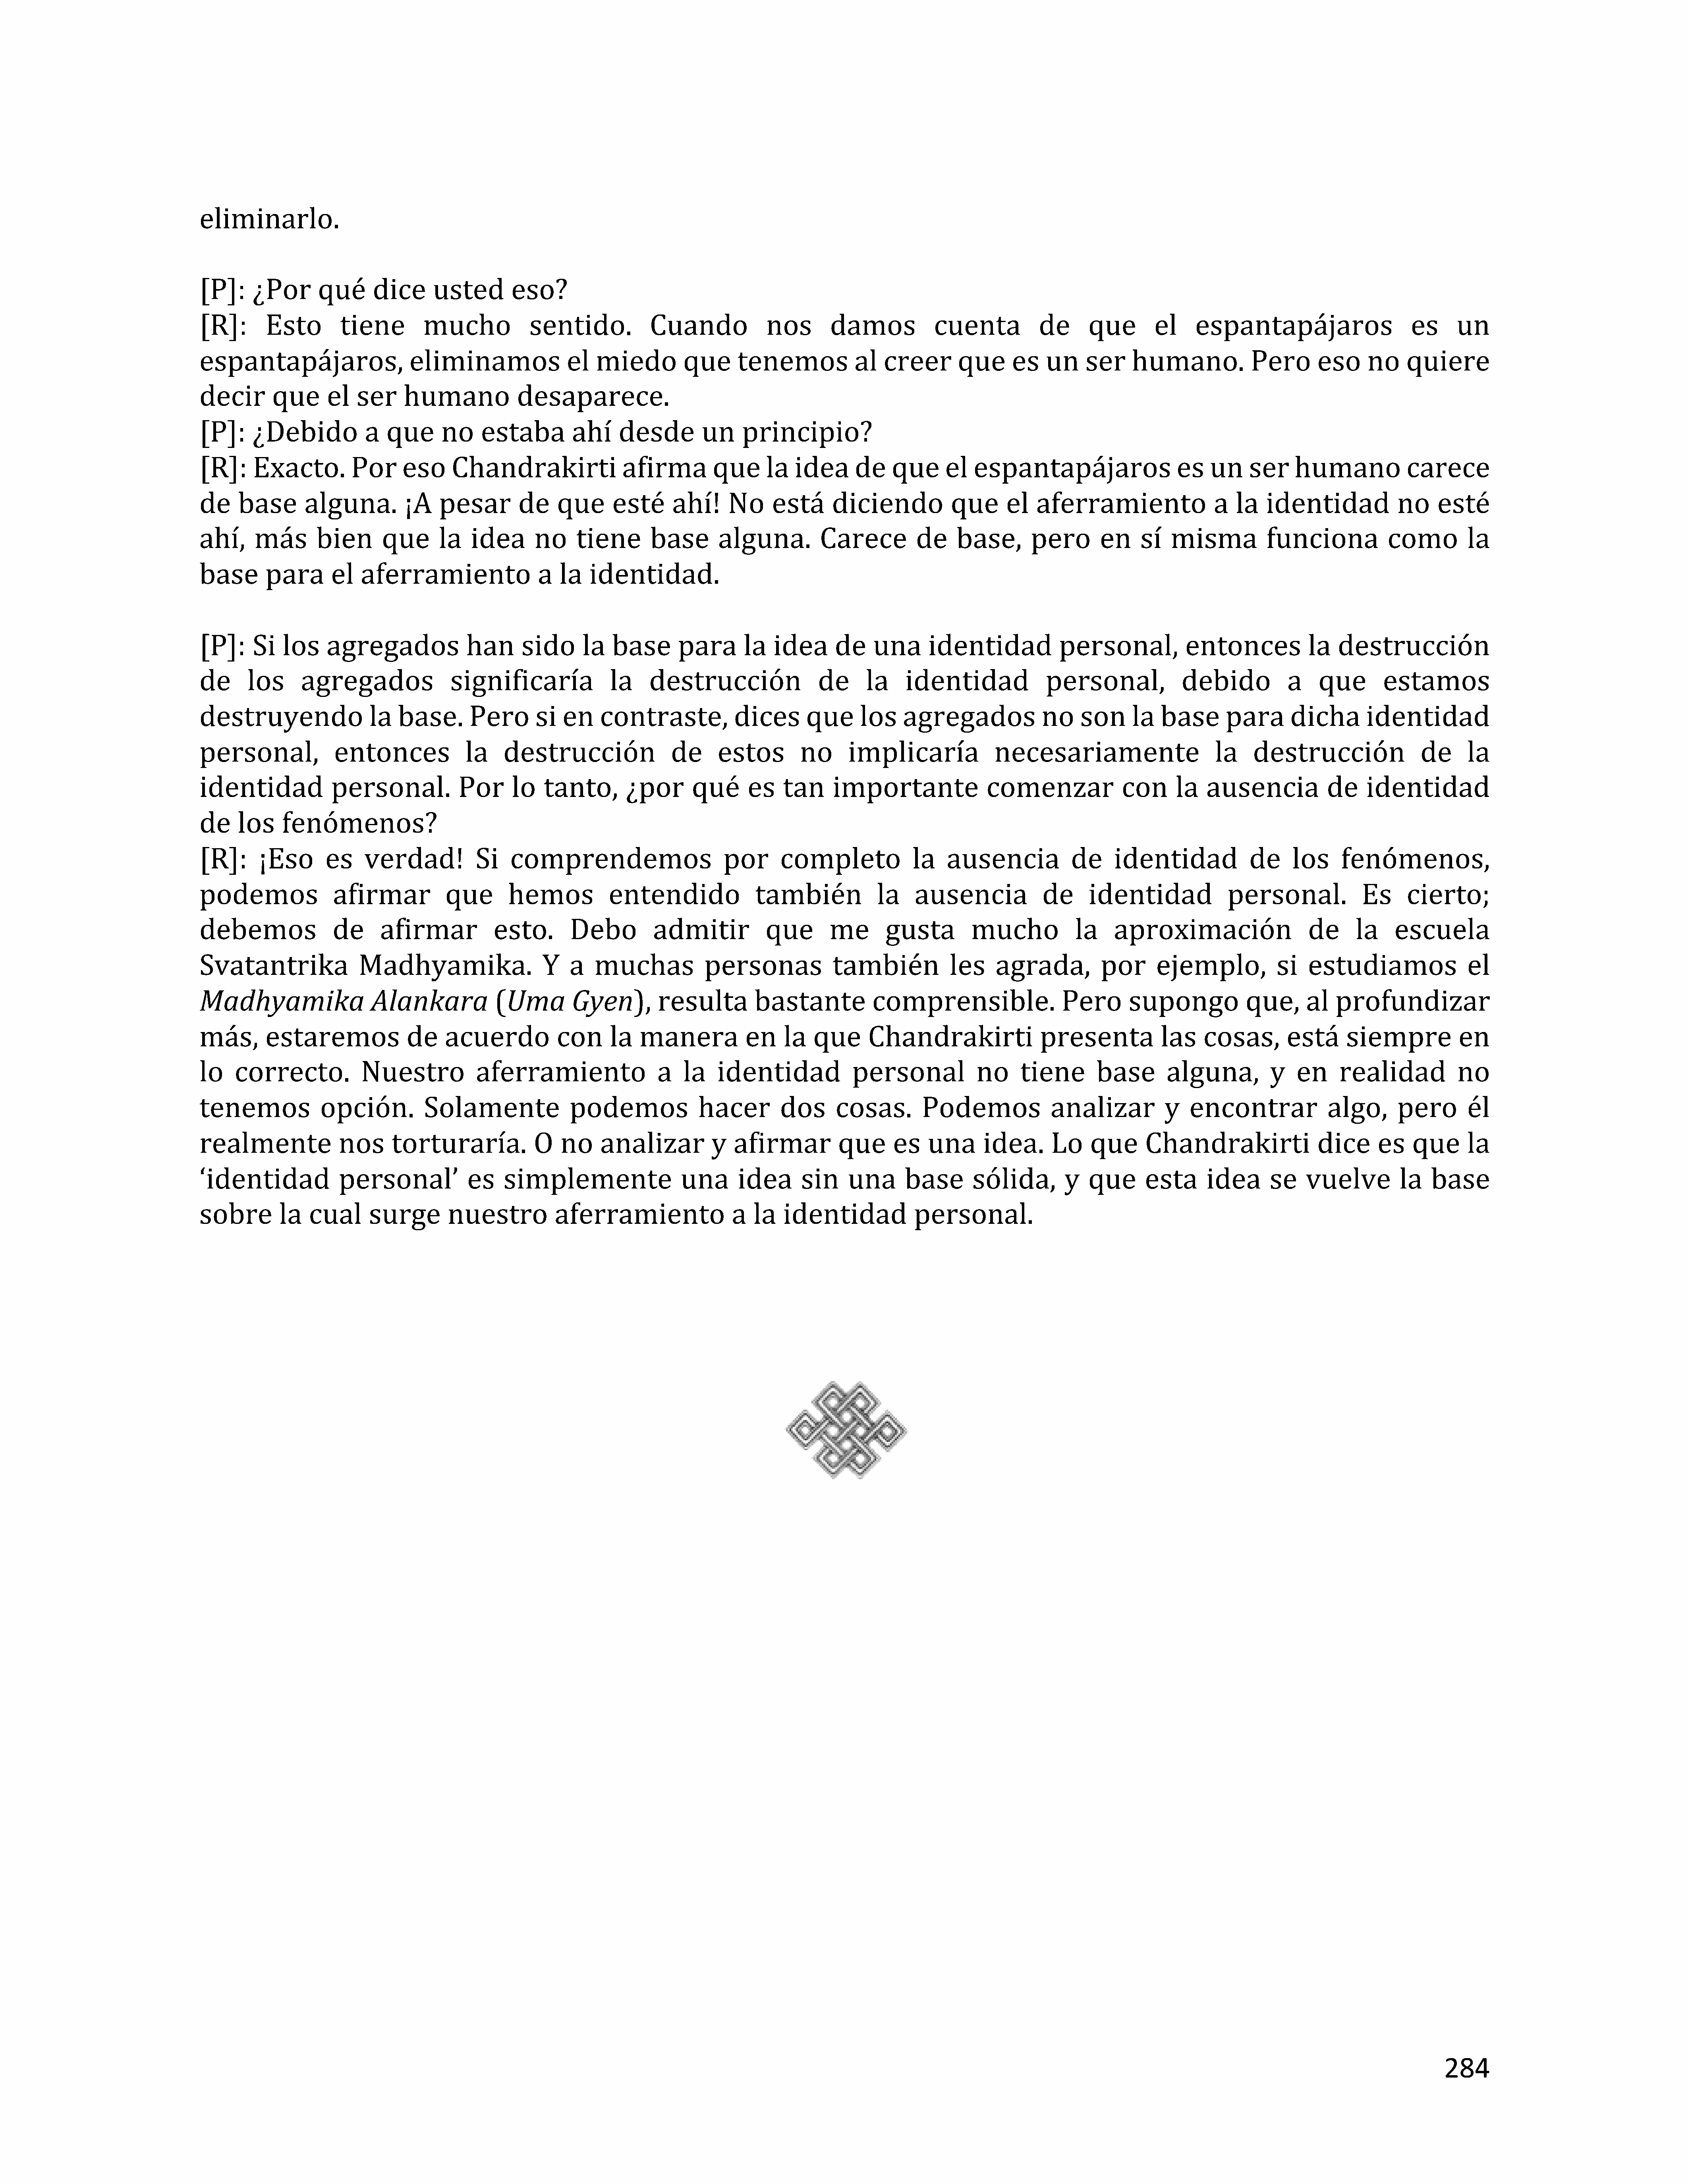 eliminarlo.
[P]: ¿Por qué dice usted eso?
[R]: Esto tiene mucho sentido. Cuando nos damos cuenta de que el espantapájaros es un
espantapájaros, eliminamos el miedo que tenemos al creer que es un ser humano. Pero eso no quiere
decir que el ser humano desaparece.
[P]: ¿Debido a que no estaba ahí desde un principio?
[R]: Exacto. Por eso Chandrakirti afirma que la idea de que el espantapájaros es un ser humano carece
de base alguna. ¡A pesar de que esté ahí! No está diciendo que el aferramiento a la identidad no esté
ahí, más bien que la idea no tiene base alguna. Carece de base, pero en sí misma funciona como la
base para el aferramiento a la identidad.
[P]: Si los agregados han sido la base para la idea de una identidad personal, entonces la destrucción
de los agregados significaría la destrucción de la identidad personal, debido a que estamos
destruyendo la base. Pero si en contraste, dices que los agregados no son la base para dicha identidad
personal, entonces la destrucción de estos no implicaría necesariamente la destrucción de la
identidad personal. Por lo tanto, ¿por qué es tan importante comenzar con la ausencia de identidad
de los fenómenos?
[R]: ¡Eso es verdad! Si comprendemos por completo la ausencia de identidad de los fenómenos,
podemos afirmar que hemos entendido también la ausencia de identidad personal. Es cierto;
debemos de afirmar esto. Debo admitir que me gusta mucho la aproximación de la escuela
Svatantrika Madhyamika. Y a muchas personas también les agrada, por ejemplo, si estudiamos el
Madhyamika Alankara (Uma Gyen), resulta bastante comprensible. Pero supongo que, al profundizar
más, estaremos de acuerdo con la manera en la que Chandrakirti presenta las cosas, está siempre en
lo correcto. Nuestro aferramiento a la identidad personal no tiene base alguna, y en realidad no
tenemos opción. Solamente podemos hacer dos cosas. Podemos analizar y encontrar algo, pero él
realmente nos torturaría. O no analizar y afirmar que es una idea. Lo que Chandrakirti dice es que la
‘identidad personal’ es simplemente una idea sin una base sólida, y que esta idea se vuelve la base
sobre la cual surge nuestro aferramiento a la identidad personal.
284